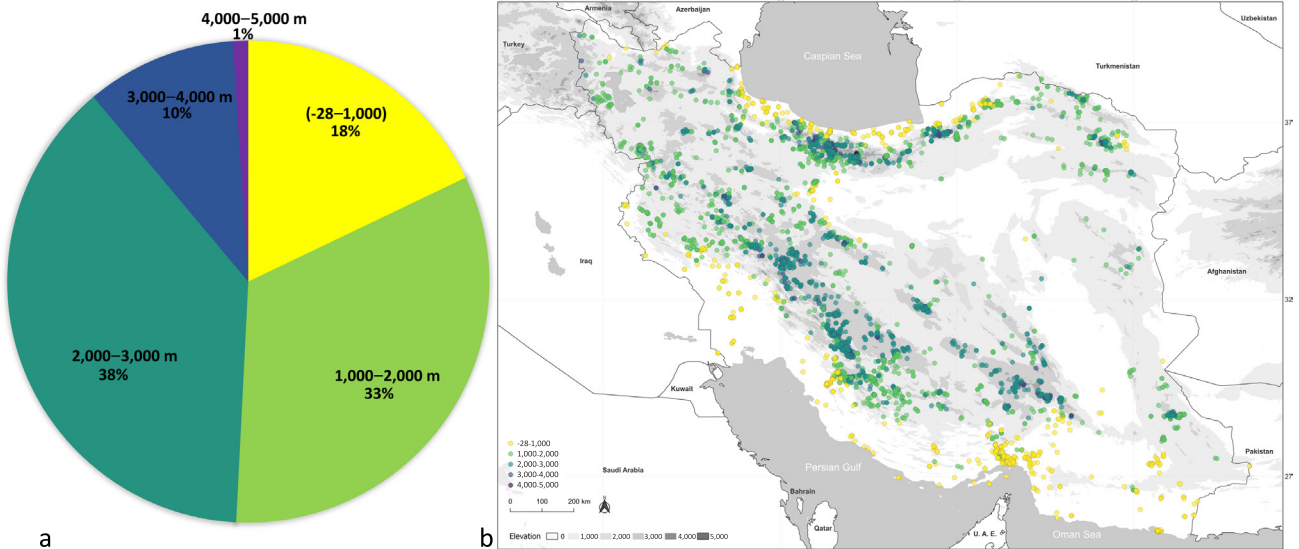 4,000–5,000 m
1%
3,000–4,000 m
10%
(-28–1,000)
18%
2,000–3,000 m
38%
1,000–2,000 m
33%
a
Armenia
Azerbaijan
Uzbekistan
Turkey
Caspian Sea
Turkmenistan
37°
Iraq
Afghanistan
32°
Kuwait
-28-1,000
1,000-2,000
2,000-3,000
3,000-4,000
4,000-5,000
Saudi Arabia
Persian Gulf
Pakistan
27°
0 100 200 km
Bahrain
Qatar
U. A. E.
Oman Sea
b
Elevation 0 1,000 2,000 3,000 4,000 5,000